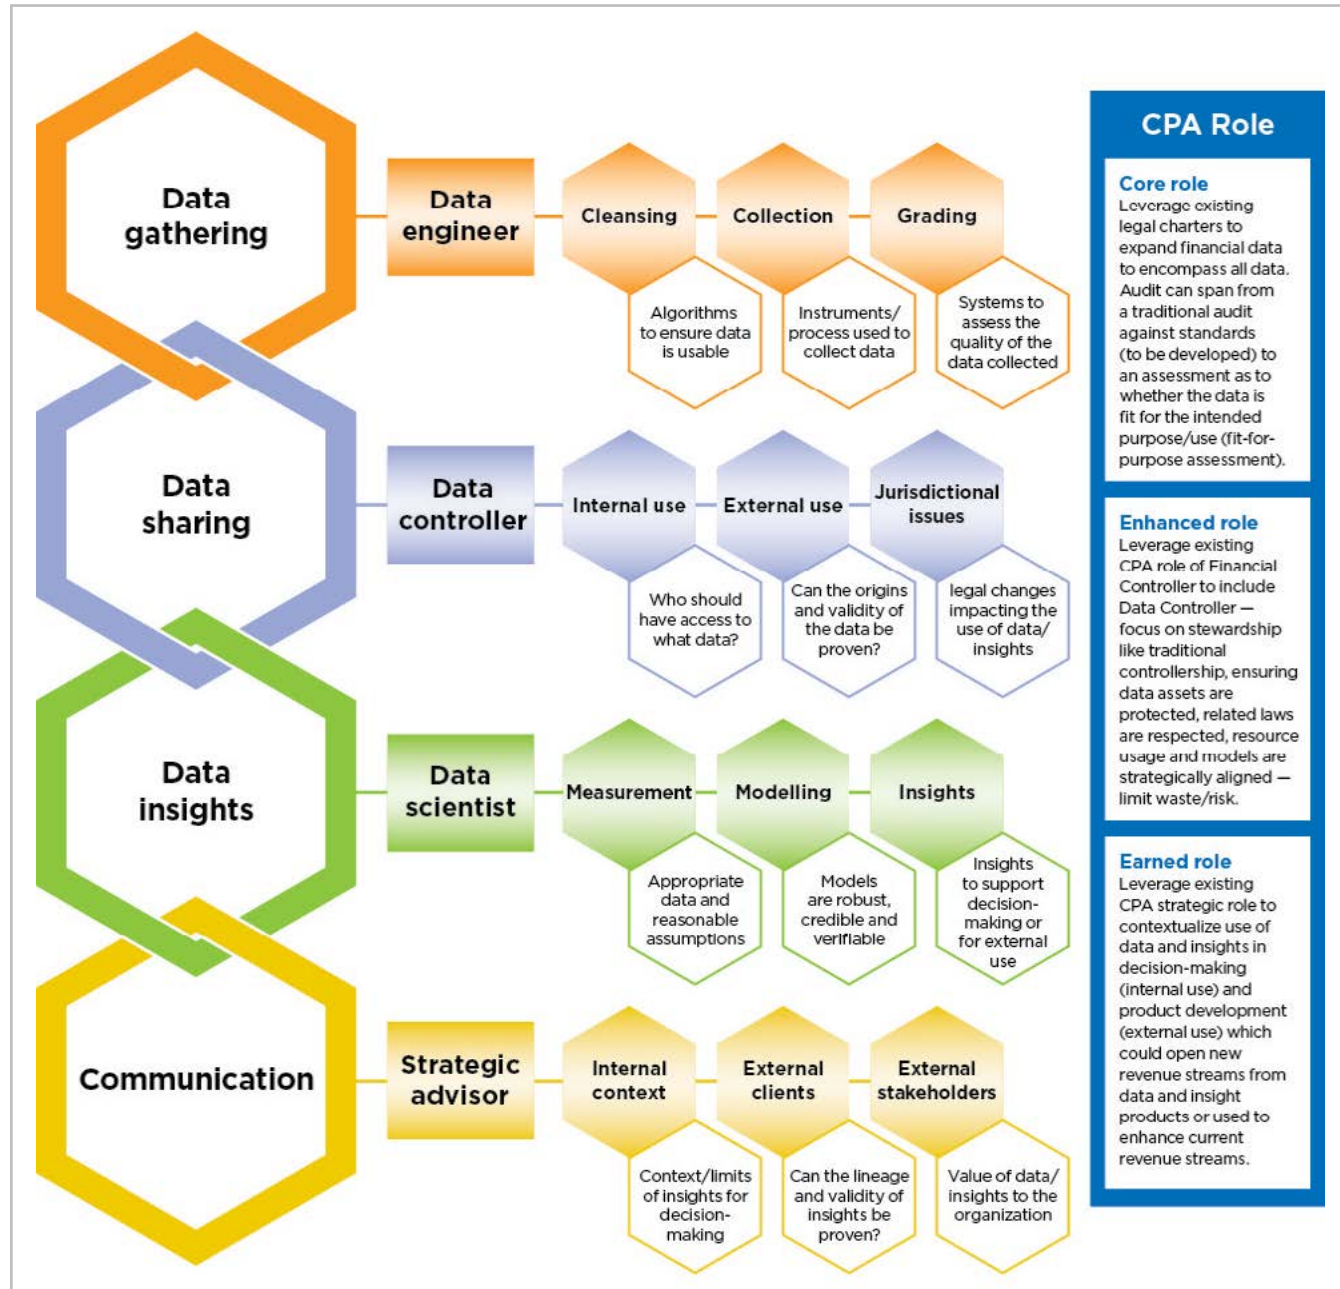 Data
gathering
Data
engineer
Cleansing
Collection
Grading
Algorithms
to ensure data
is usable
Instruments/
process used to
collect data
Systems to
assess the
quality of the
data collected
Data
sharing
Data
controller
Internal use
External use
Jurisdictional
issues
Who should
have access to
what data?
Can the origins
and validity of
the data be
proven?
legal changes
impacting the
use of data/
insights
Data
insights
Data
scientist
Measurement
Modelling
Insights
Appropriate
data and
reasonable
assumptions
Models
are robust,
credible and
verifiable
Insights
to support
decision-
making or
for external
use
Communication
Strategic
advisor
Internal
context
External
clients
External
stakeholders
Context/limits
of insights for
decision-
making
Can the lineage
and validity of
insights be
proven?
Value of data/
insights to the
organization
CPA Role
Core role
Leverage existing
legal charters to
expand financial data
to encompass all data.
Audit can span from
a traditional audit
against standards
(to be developed) to
an assessment as to
whether the data is
fit for the intended
purpose/use (fit-for-
purpose assessment).
Enhanced role
Leverage existing
CPA role of Financial
Controller to include
Data Controller —
focus on stewardship
like traditional
controllership, ensuring
data assets are
protected, related laws
are respected, resource
usage and models are
strategically aligned —
limit waste/risk.
Earned role
Leverage existing
CPA strategic role to
contextualize use of
data and insights in
decision-making
(internal use) and
product development
(external use) which
could open new
revenue streams from
data and insight
products or used to
enhance current
revenue streams.